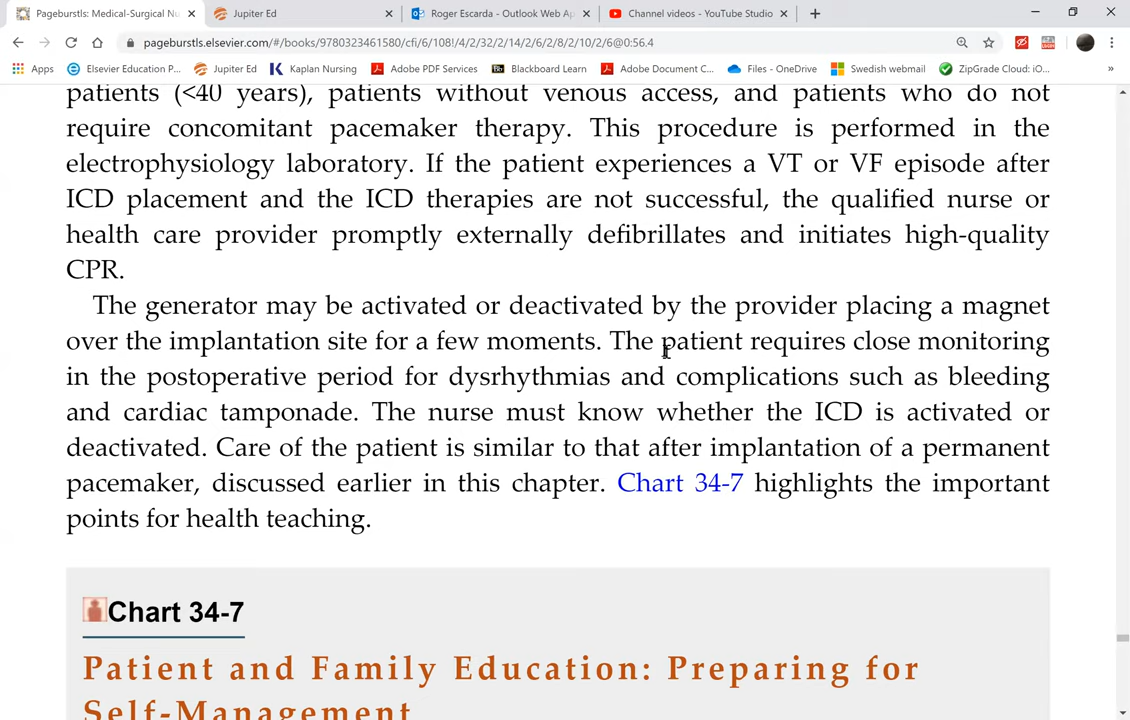 Pageburstls: Medical-Surgical Nu
Jupiter Ed
Roger Escarda - Outlook Web Ap
Channel videos - YouTube Studio
pageburstls.elsevier.com/#/books/9780323461580/cfi/6/108!/4/2/32/2/14/2/6/2/8/2/10/2/6@0:56.4
Apps
Elsevier Education P...
Jupiter Ed
Kaplan Nursing
Adobe PDF Services
Blackboard Learn
Adobe Document C...
Files - OneDrive
Swedish webmail
ZipGrade Cloud: iO...
»
patients (<40 years), patients without venous access, and patients who do not
require concomitant pacemaker therapy. This procedure is performed in the
electrophysiology laboratory. If the patient experiences a VT or VF episode after
ICD placement and the ICD therapies are not successful, the qualified nurse or
health care provider promptly externally defibrillates and initiates high-quality
CPR.
The generator may be activated or deactivated by the provider placing a magnet
over the implantation site for a few moments. The patient requires close monitoring
in the postoperative period for dysrhythmias and complications such as bleeding
and cardiac tamponade. The nurse must know whether the ICD is activated or
deactivated. Care of the patient is similar to that after implantation of a permanent
pacemaker, discussed earlier in this chapter. Chart 34-7 highlights the important
points for health teaching.
Chart 34-7
Patient and Family Education: Preparing for
Self-Management